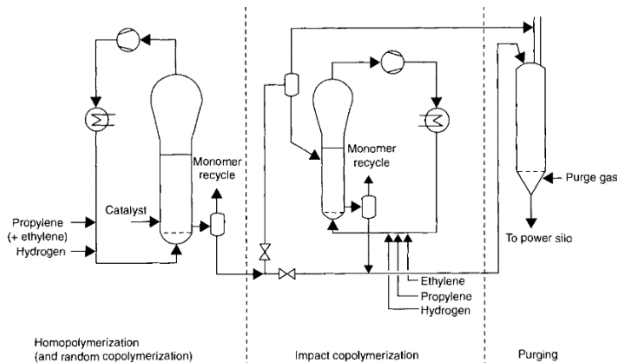 Monomer
recycle
Catalyst
Propylene
(+ ethylene)
Hydrogen
Homopolymerization
(and random copolymerization)
Monomer
recycle
Ethylene
Propylene
Hydrogen
Impact copolymerization
Purge gas
To power silo
Purging